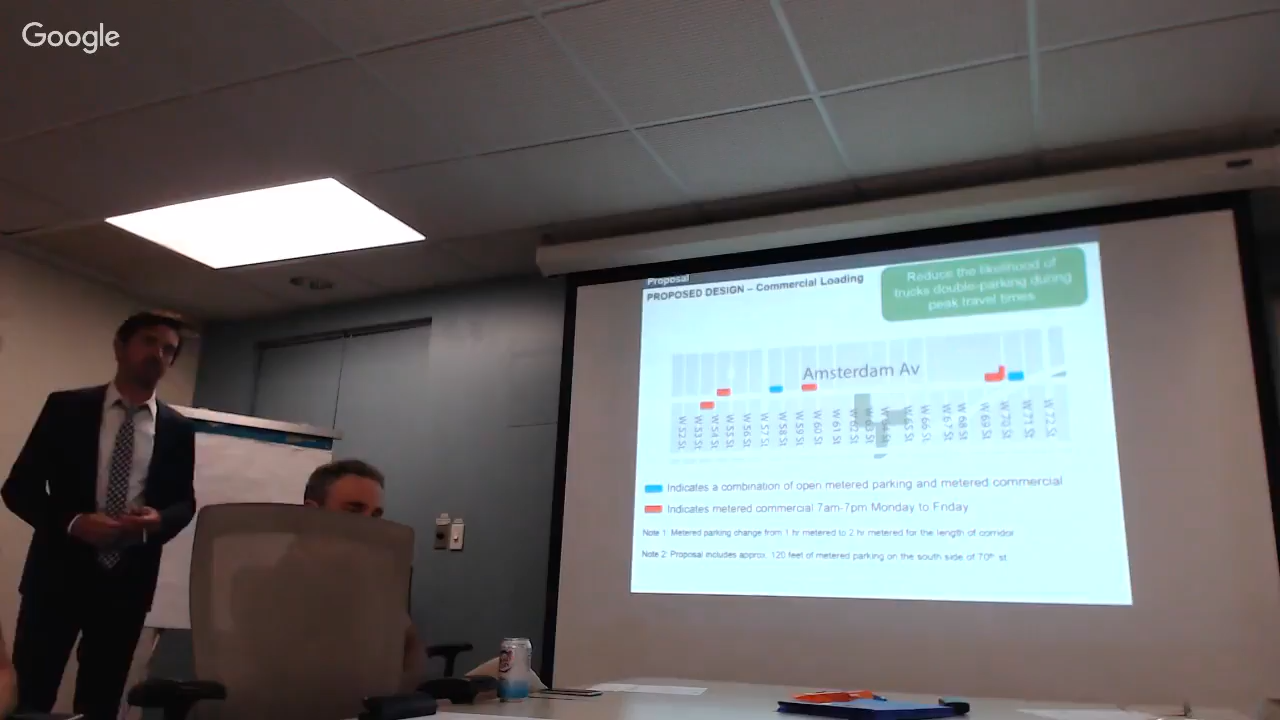 Google
Proposal
PROPOSED DESIGN – Commercial Loading
Reduce the likelihood of
trucks double-parking during
peak travel times
Amsterdam Av
W 52 St
W 53 St
W 54 St
W 55 St
W 56 St
W 57 St
W 58 St
W 59 St
W 60 St
W 61 St
W 62 St
W 65 St
W 66 St
W 67 St
W 68 St
W 69 St
W 70 St
W 71 St
W 72 St
Indicates a combination of open metered parking and metered commercial
Indicates metered commercial 7am-7pm Monday to Friday
Note 1: Metered parking change from 1 hr metered to 2 hr metered for the length of corridor
Note 2: Proposal includes approx. 120 feet of metered parking on the south side of 70th st.